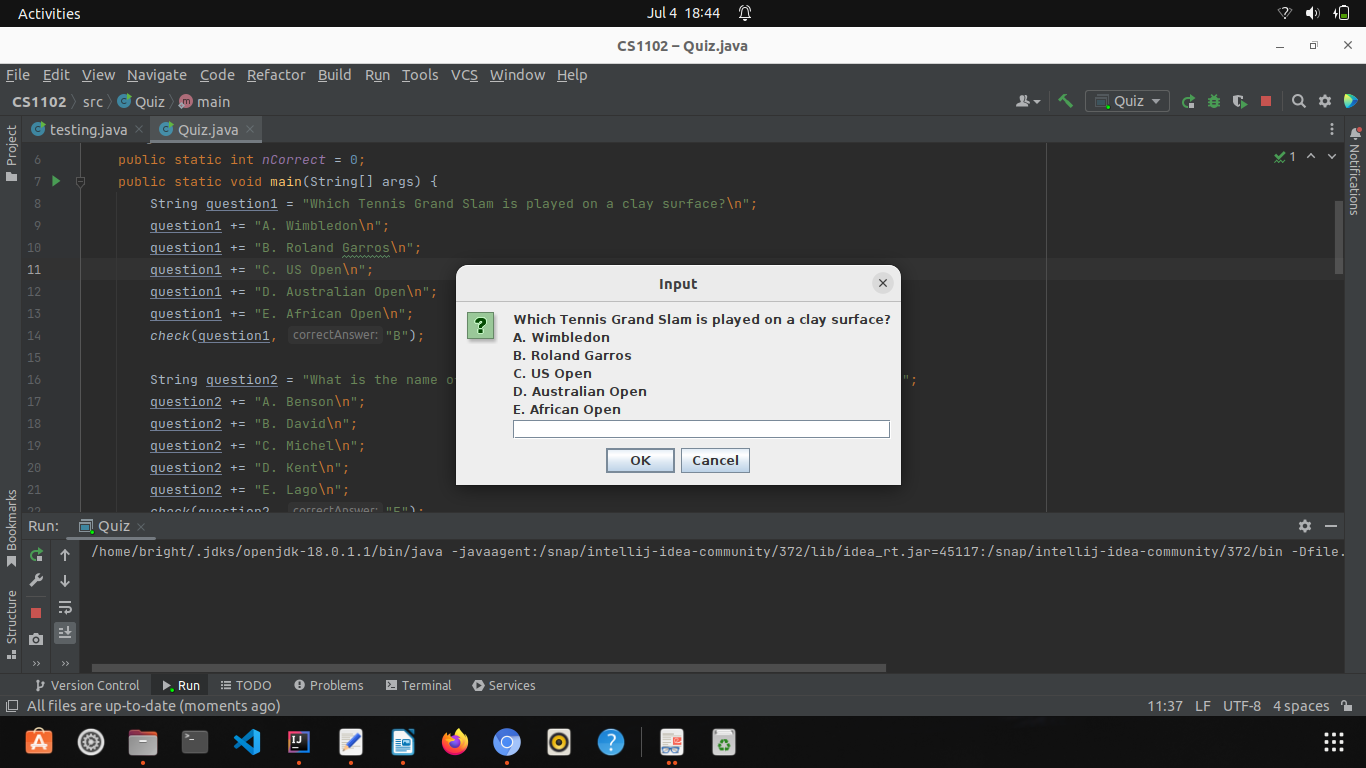 Activities
Jul 4 18:44
CS1102 – Quiz.java
File Edit View Navigate Code Refactor Build Run Tools VCS Window Help
CS1102 src Quiz main
Quiz
testing.java
Quiz.java
Project
Notifications
1
6 public static int nCorrect = 0;
7 public static void main(String[] args) {
8 String question1 = "Which Tennis Grand Slam is played on a clay surface?\n";
9 question1 += "A. Wimbledon\n";
10 question1 += "B. Roland Garros\n";
11 question1 += "C. US Open\n";
12 question1 += "D. Australian Open\n";
13 question1 += "E. African Open\n";
14 check(question1, correctAnswer: "B");
15
16 String question2 = "What is the name o ";
17 question2 += "A. Benson\n";
18 question2 += "B. David\n";
19 question2 += "C. Michel\n";
20 question2 += "D. Kent\n";
21 question2 += "E. Lago\n";
22 check(question2, correctAnswer: "E");
Input
?
Which Tennis Grand Slam is played on a clay surface?
A. Wimbledon
B. Roland Garros
C. US Open
D. Australian Open
E. African Open
OK Cancel
Bookmarks
Structure
Run: Quiz
/home/bright/.jdks/openjdk-18.0.1.1/bin/java -javaagent:/snap/intellij-idea-community/372/lib/idea_rt.jar=45117:/snap/intellij-idea-community/372/bin -Dfile.
Version Control Run TODO Problems Terminal Services
All files are up-to-date (moments ago)
11:37 LF UTF-8 4 spaces